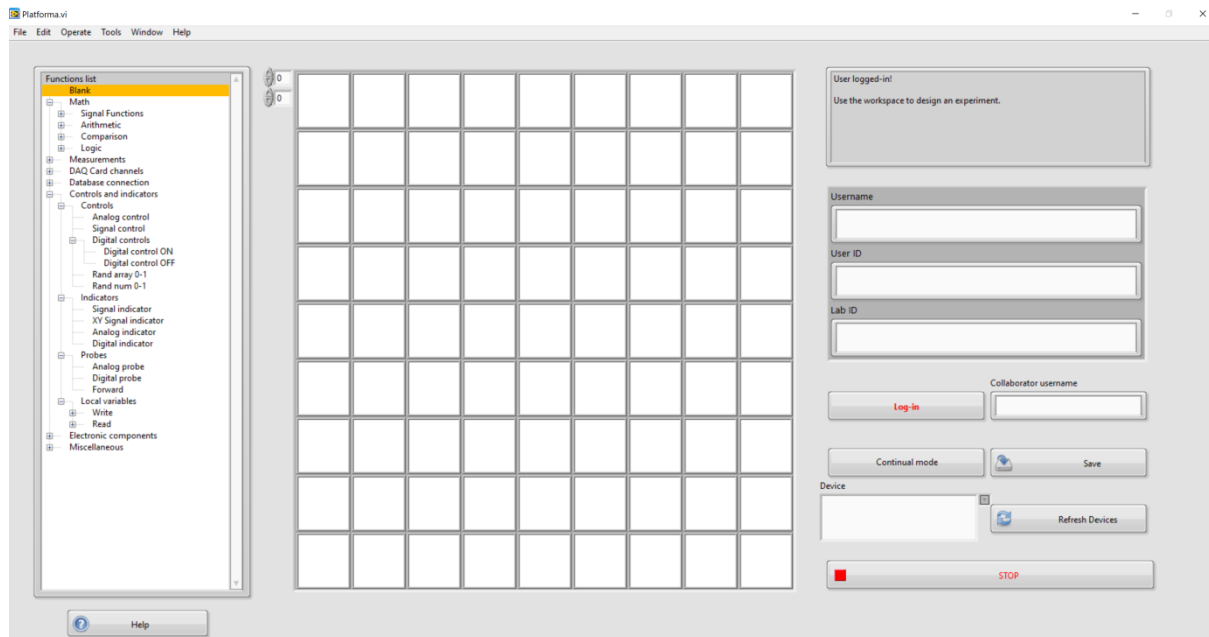 Platforma.vi
File Edit Operate Tools Window Help
Functions list
Blank
Math
Signal Functions
Arithmetic
Comparison
Logic
Measurements
DAQ Card channels
Database connection
Controls and indicators
Controls
Analog control
Signal control
Digital controls
Digital control ON
Digital control OFF
Rand array 0-1
Rand num 0-1
Indicators
Signal indicator
XY Signal indicator
Analog indicator
Digital indicator
Probes
Analog probe
Digital probe
Forward
Local variables
Write
Read
Electronic components
Miscellaneous
Help
0
0
User logged-in!
Use the workspace to design an experiment.
Username
User ID
Lab ID
Collaborator username
Log-in
Continual mode
Save
Device
Refresh Devices
STOP